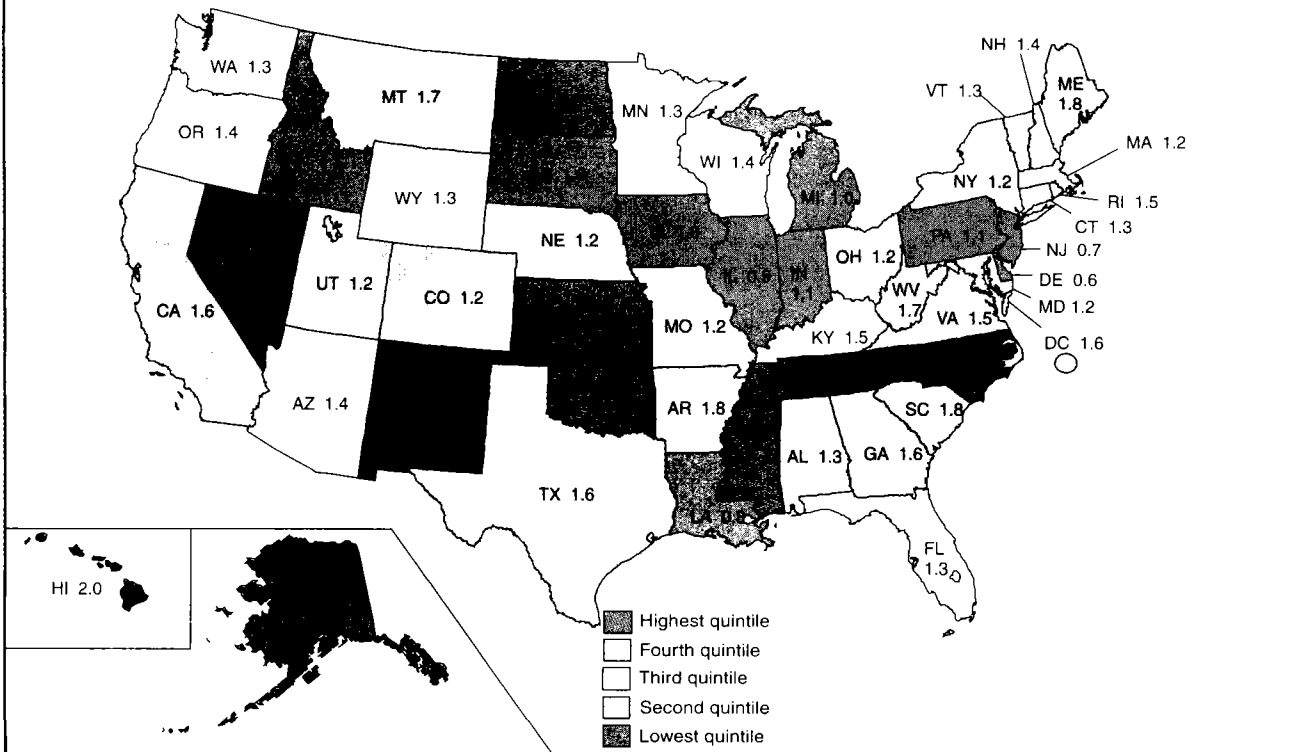 NH 1.4
VT 1.3
ME
1.8
WA 1.3
MT 1.7
MN 1.3
OR 1.4
WI 1.4
MA 1.2
NY 1.2
WY 1.3
MI 1.0
RI 1.5
CT 1.3
PA 1.1
NJ 0.7
NE 1.2
OH 1.2
UT 1.2
CO 1.2
IN
1.1
DE 0.6
WV
1.7
MD 1.2
CA 1.6
MO 1.2
VA 1.5
KY 1.5
DC 1.6
AZ 1.4
AR 1.8
SC 1.8
AL 1.3
GA 1.6
TX 1.6
FL
1.3
HI 2.0
Highest quintile
Fourth quintile
Third quintile
Second quintile
Lowest quintile